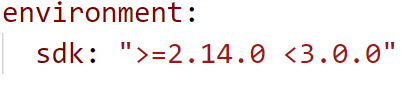 environment:
  sdk: ">=2.14.0 <3.0.0"